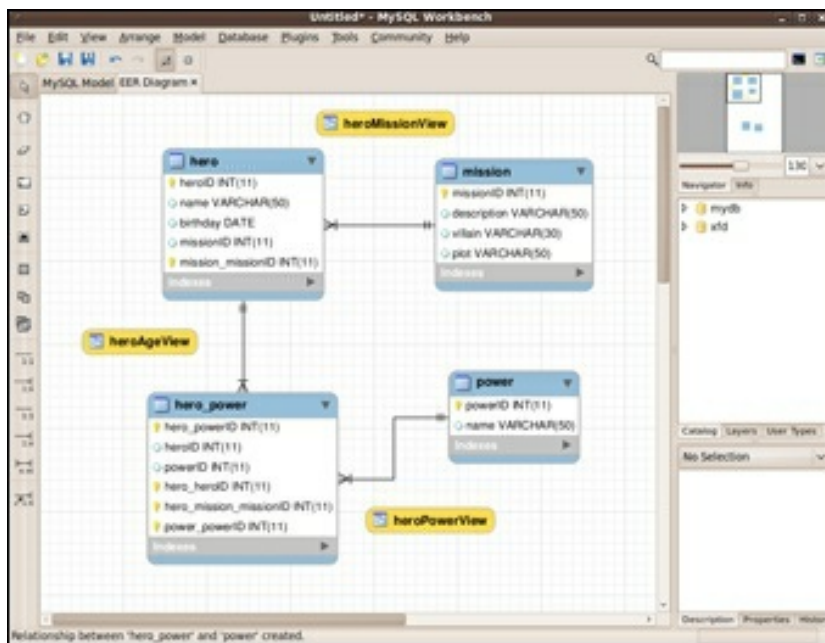 Untitled* - MySQL Workbench
File Edit View Arrange Model Database Plugins Tools Community Help
MySQL Model EER Diagram ×
heroMissionView
hero
heroID INT(11)
name VARCHAR(50)
birthday DATE
missionID INT(11)
mission_missionID INT(11)
Indexes
mission
missionID INT(11)
description VARCHAR(50)
villain VARCHAR(30)
plot VARCHAR(50)
Indexes
heroAgeView
hero_power
hero_powerID INT(11)
heroID INT(11)
powerID INT(11)
hero_heroID INT(11)
hero_mission_missionID INT(11)
power_powerID INT(11)
Indexes
power
powerID INT(11)
name VARCHAR(50)
Indexes
heroPowerView
130
Navigator Info
mydb
xfd
Catalog Layers User Types
No Selection
Description Properties Histor
Relationship between 'hero_power' and 'power' created.